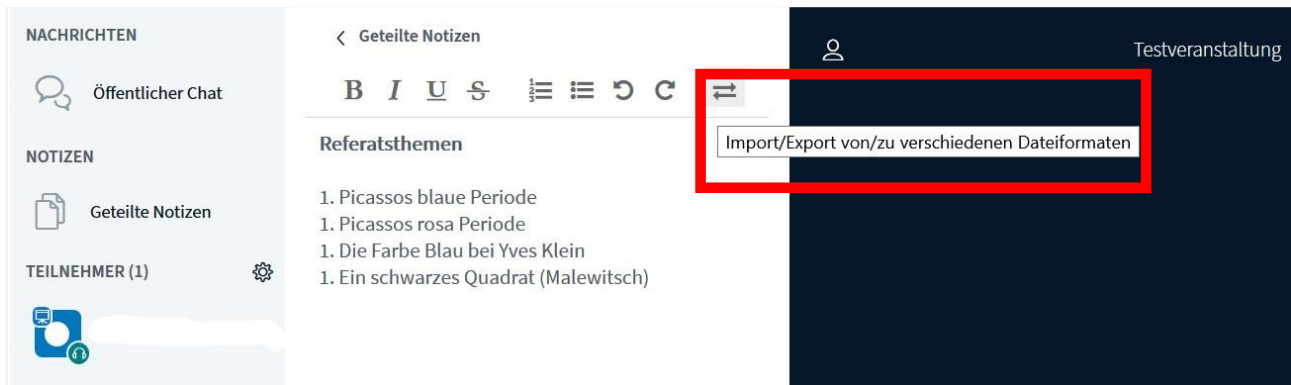 NACHRICHTEN
Öffentlicher Chat
NOTIZEN
Geteilte Notizen
TEILNEHMER (1)
Geteilte Notizen
B I U S
Referatsthemen
1. Picassos blaue Periode
1. Picassos rosa Periode
1. Die Farbe Blau bei Yves Klein
1. Ein schwarzes Quadrat (Malewitsch)
Testveranstaltung
Import/Export von/zu verschiedenen Dateiformaten